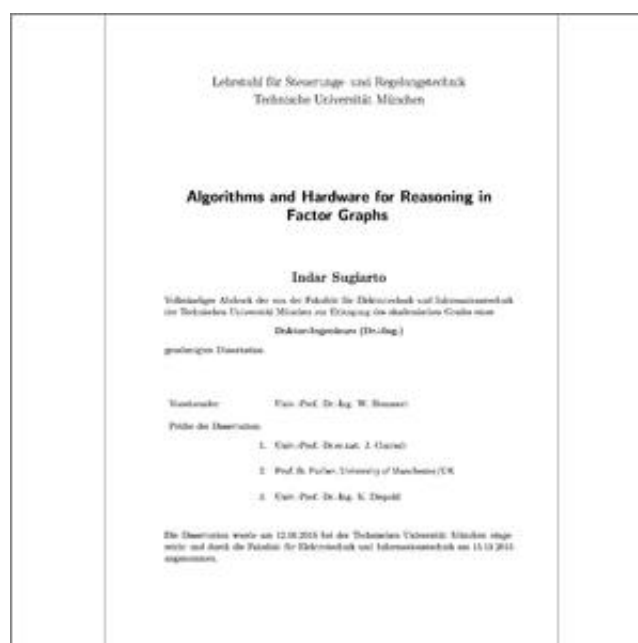 Lehrstuhl für Steuerungs- und Regelungstechnik
Technische Universität München
Algorithms and Hardware for Reasoning in
Factor Graphs
Indar Sugiarto
Vollständiger Abdruck der von der Fakultät für Elektrotechnik und Informationstechnik
der Technischen Universität München zur Erlangung des akademischen Grades eines
Doktor-Ingenieurs (Dr.-Ing.)
genehmigten Dissertation.
Vorsitzender: Univ.-Prof. Dr.-Ing. W.
Prüfer der Dissertation:
1. Univ.-Prof. Dr. J.
2. Prof. University of Manchester/UK
3. Univ.-Prof. Dr.-Ing. K. Diepold
Die Dissertation wurde am bei der Technischen Universität München einge-
reicht und durch die Fakultät für Elektrotechnik und Informationstechnik am
angenommen.